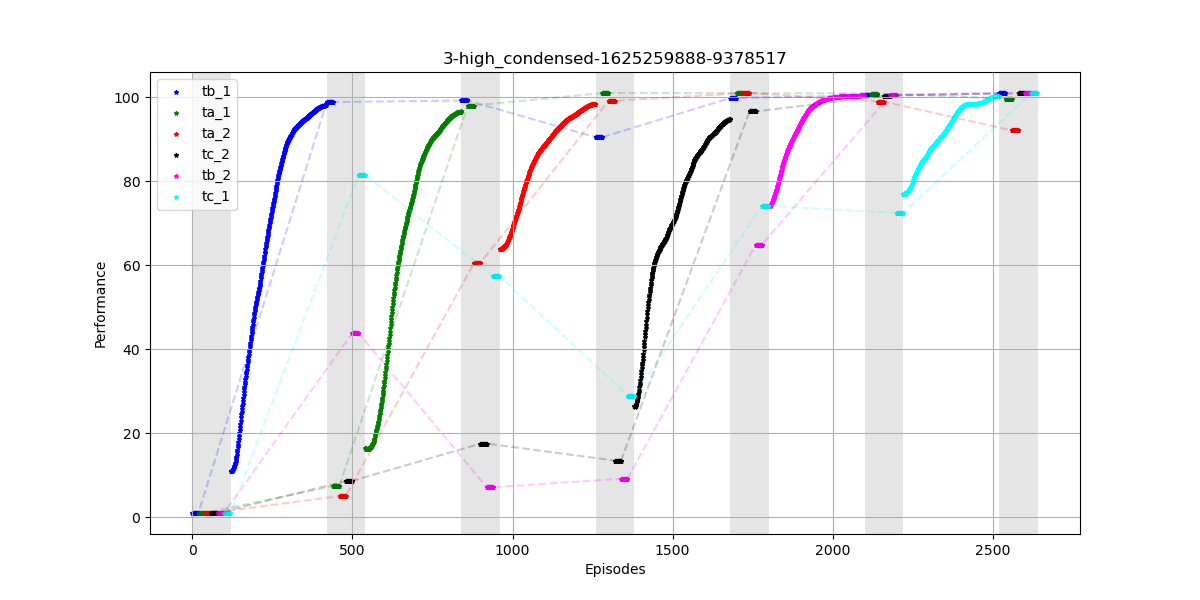 3-high_condensed-1625259888-9378517
tb_1
ta_1
ta_2
tc_2
tb_2
tc_1
100
80
60
40
20
0
Performance
0 500 1000 1500 2000 2500
Episodes